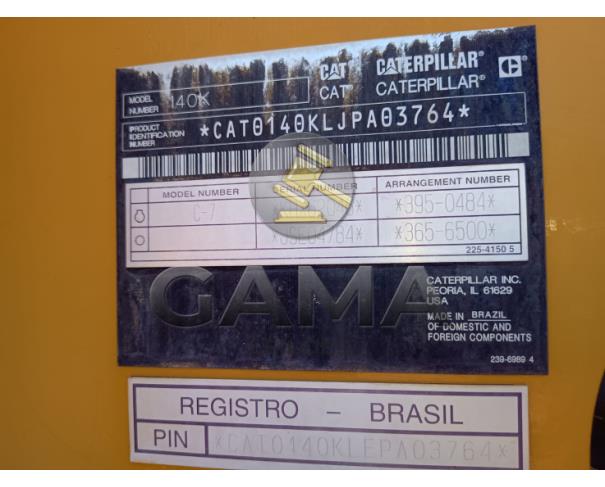 CAT CATERPILLAR®
CAT CATERPILLAR® C
MODEL NUMBER 140K
PRODUCT IDENTIFICATION NUMBER *CAT0140KLJPA03764*
MODEL NUMBER SERIAL NUMBER ARRANGEMENT NUMBER
C-7 *395-0484*
*365-6500*
225-4150 5
GAMA
CATERPILLAR INC.
PEORIA, IL 61629
USA
MADE IN BRAZIL
OF DOMESTIC AND
FOREIGN COMPONENTS
239-6989 4
REGISTRO – BRASIL
PIN *CAT0140KLEPA03764*